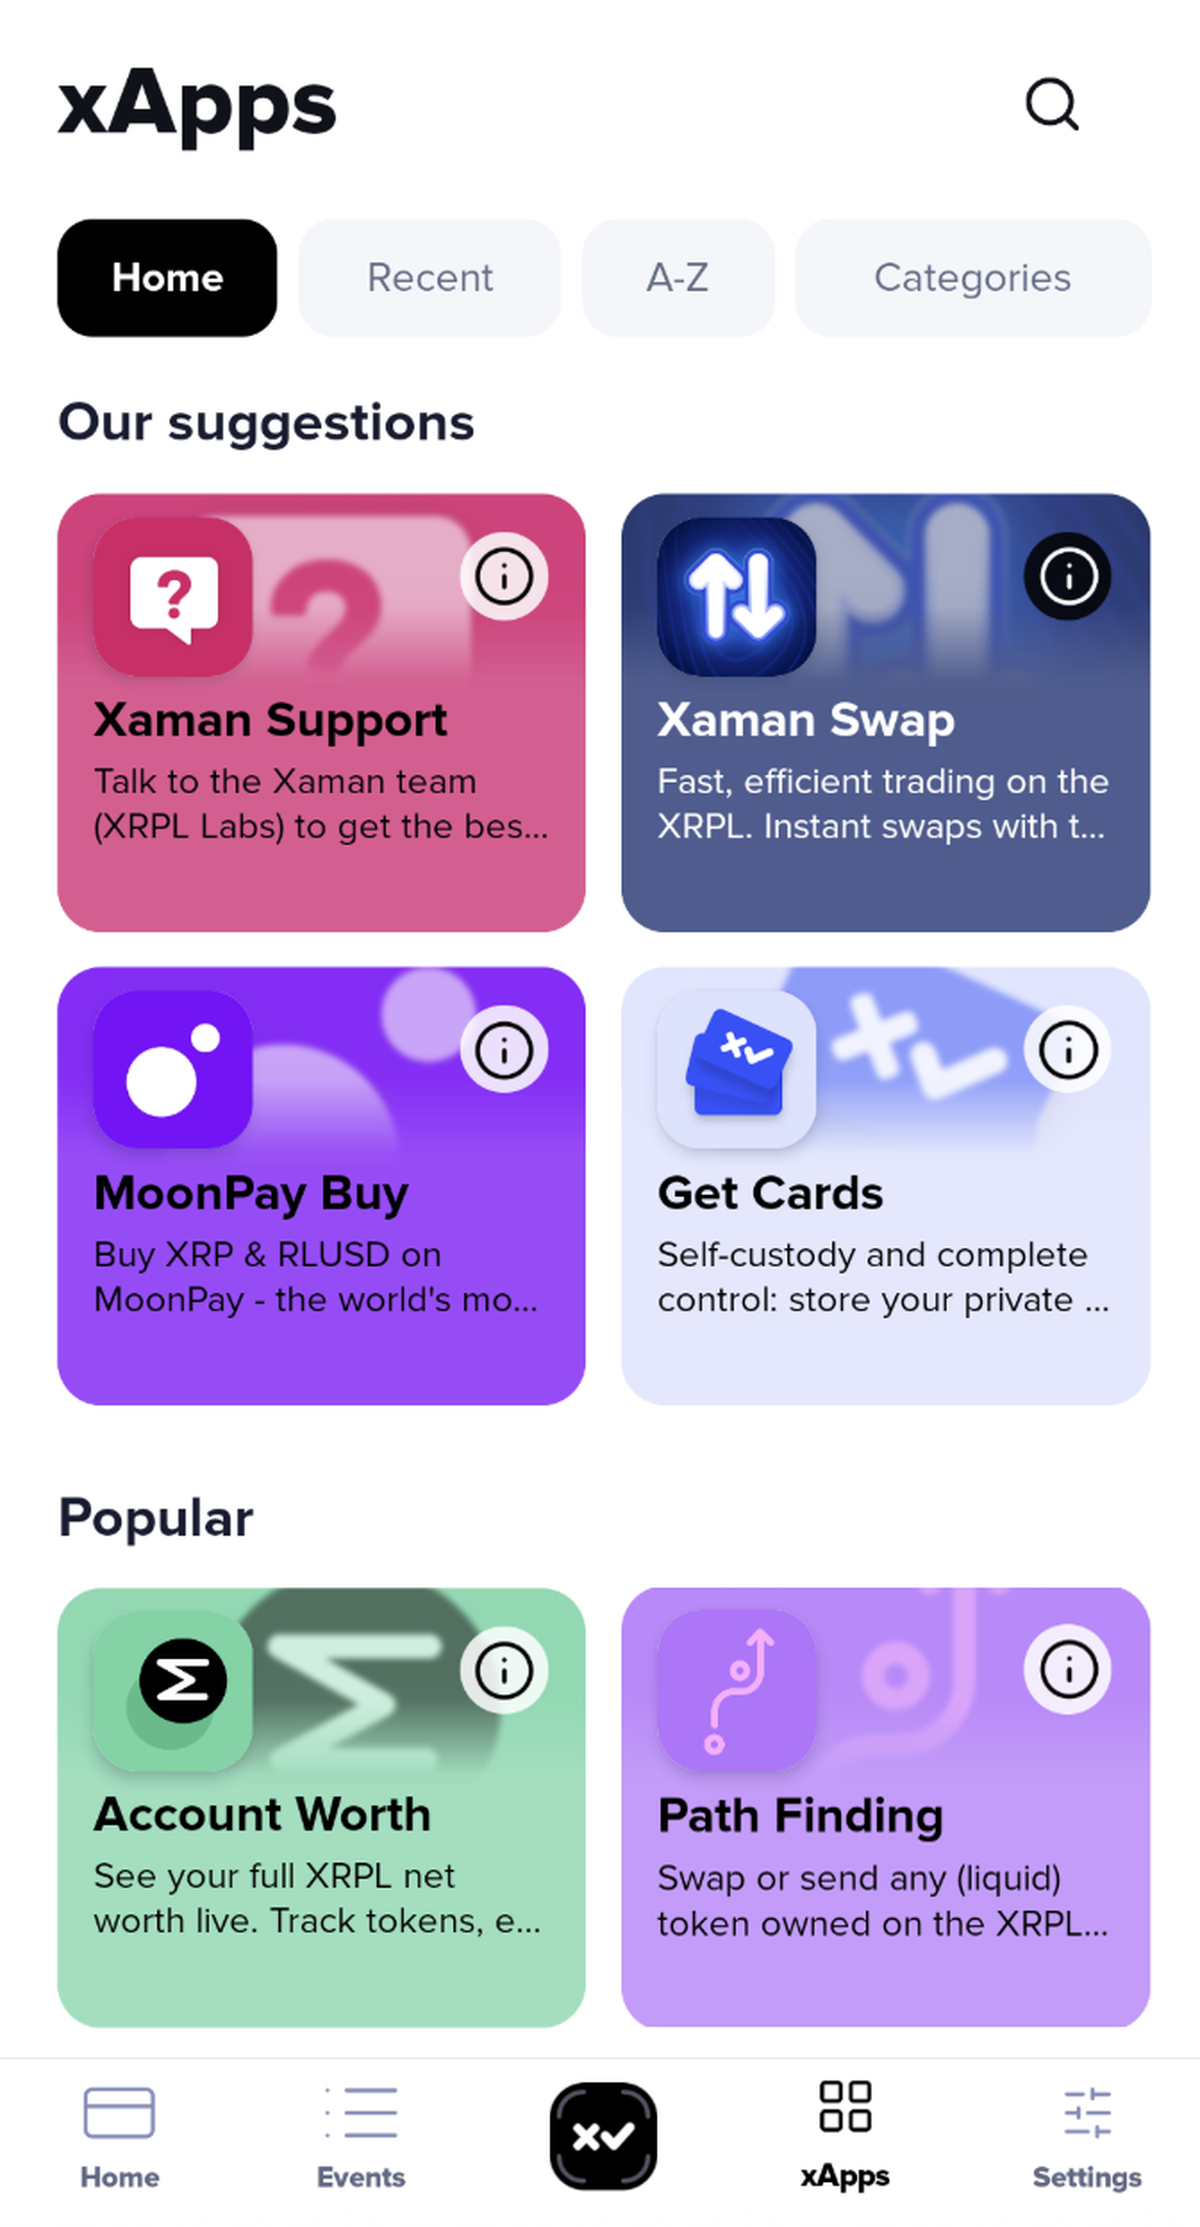 xApps
Home
Recent
A-Z
Categories
Our suggestions
Xaman Support
Talk to the Xaman team
(XRPL Labs) to get the bes...
Xaman Swap
Fast, efficient trading on the
XRPL. Instant swaps with t...
MoonPay Buy
Buy XRP & RLUSD on
MoonPay - the world's mo...
Get Cards
Self-custody and complete
control: store your private ...
Popular
Account Worth
See your full XRPL net
worth live. Track tokens, e...
Path Finding
Swap or send any (liquid)
token owned on the XRPL...
Home
Events
xApps
Settings